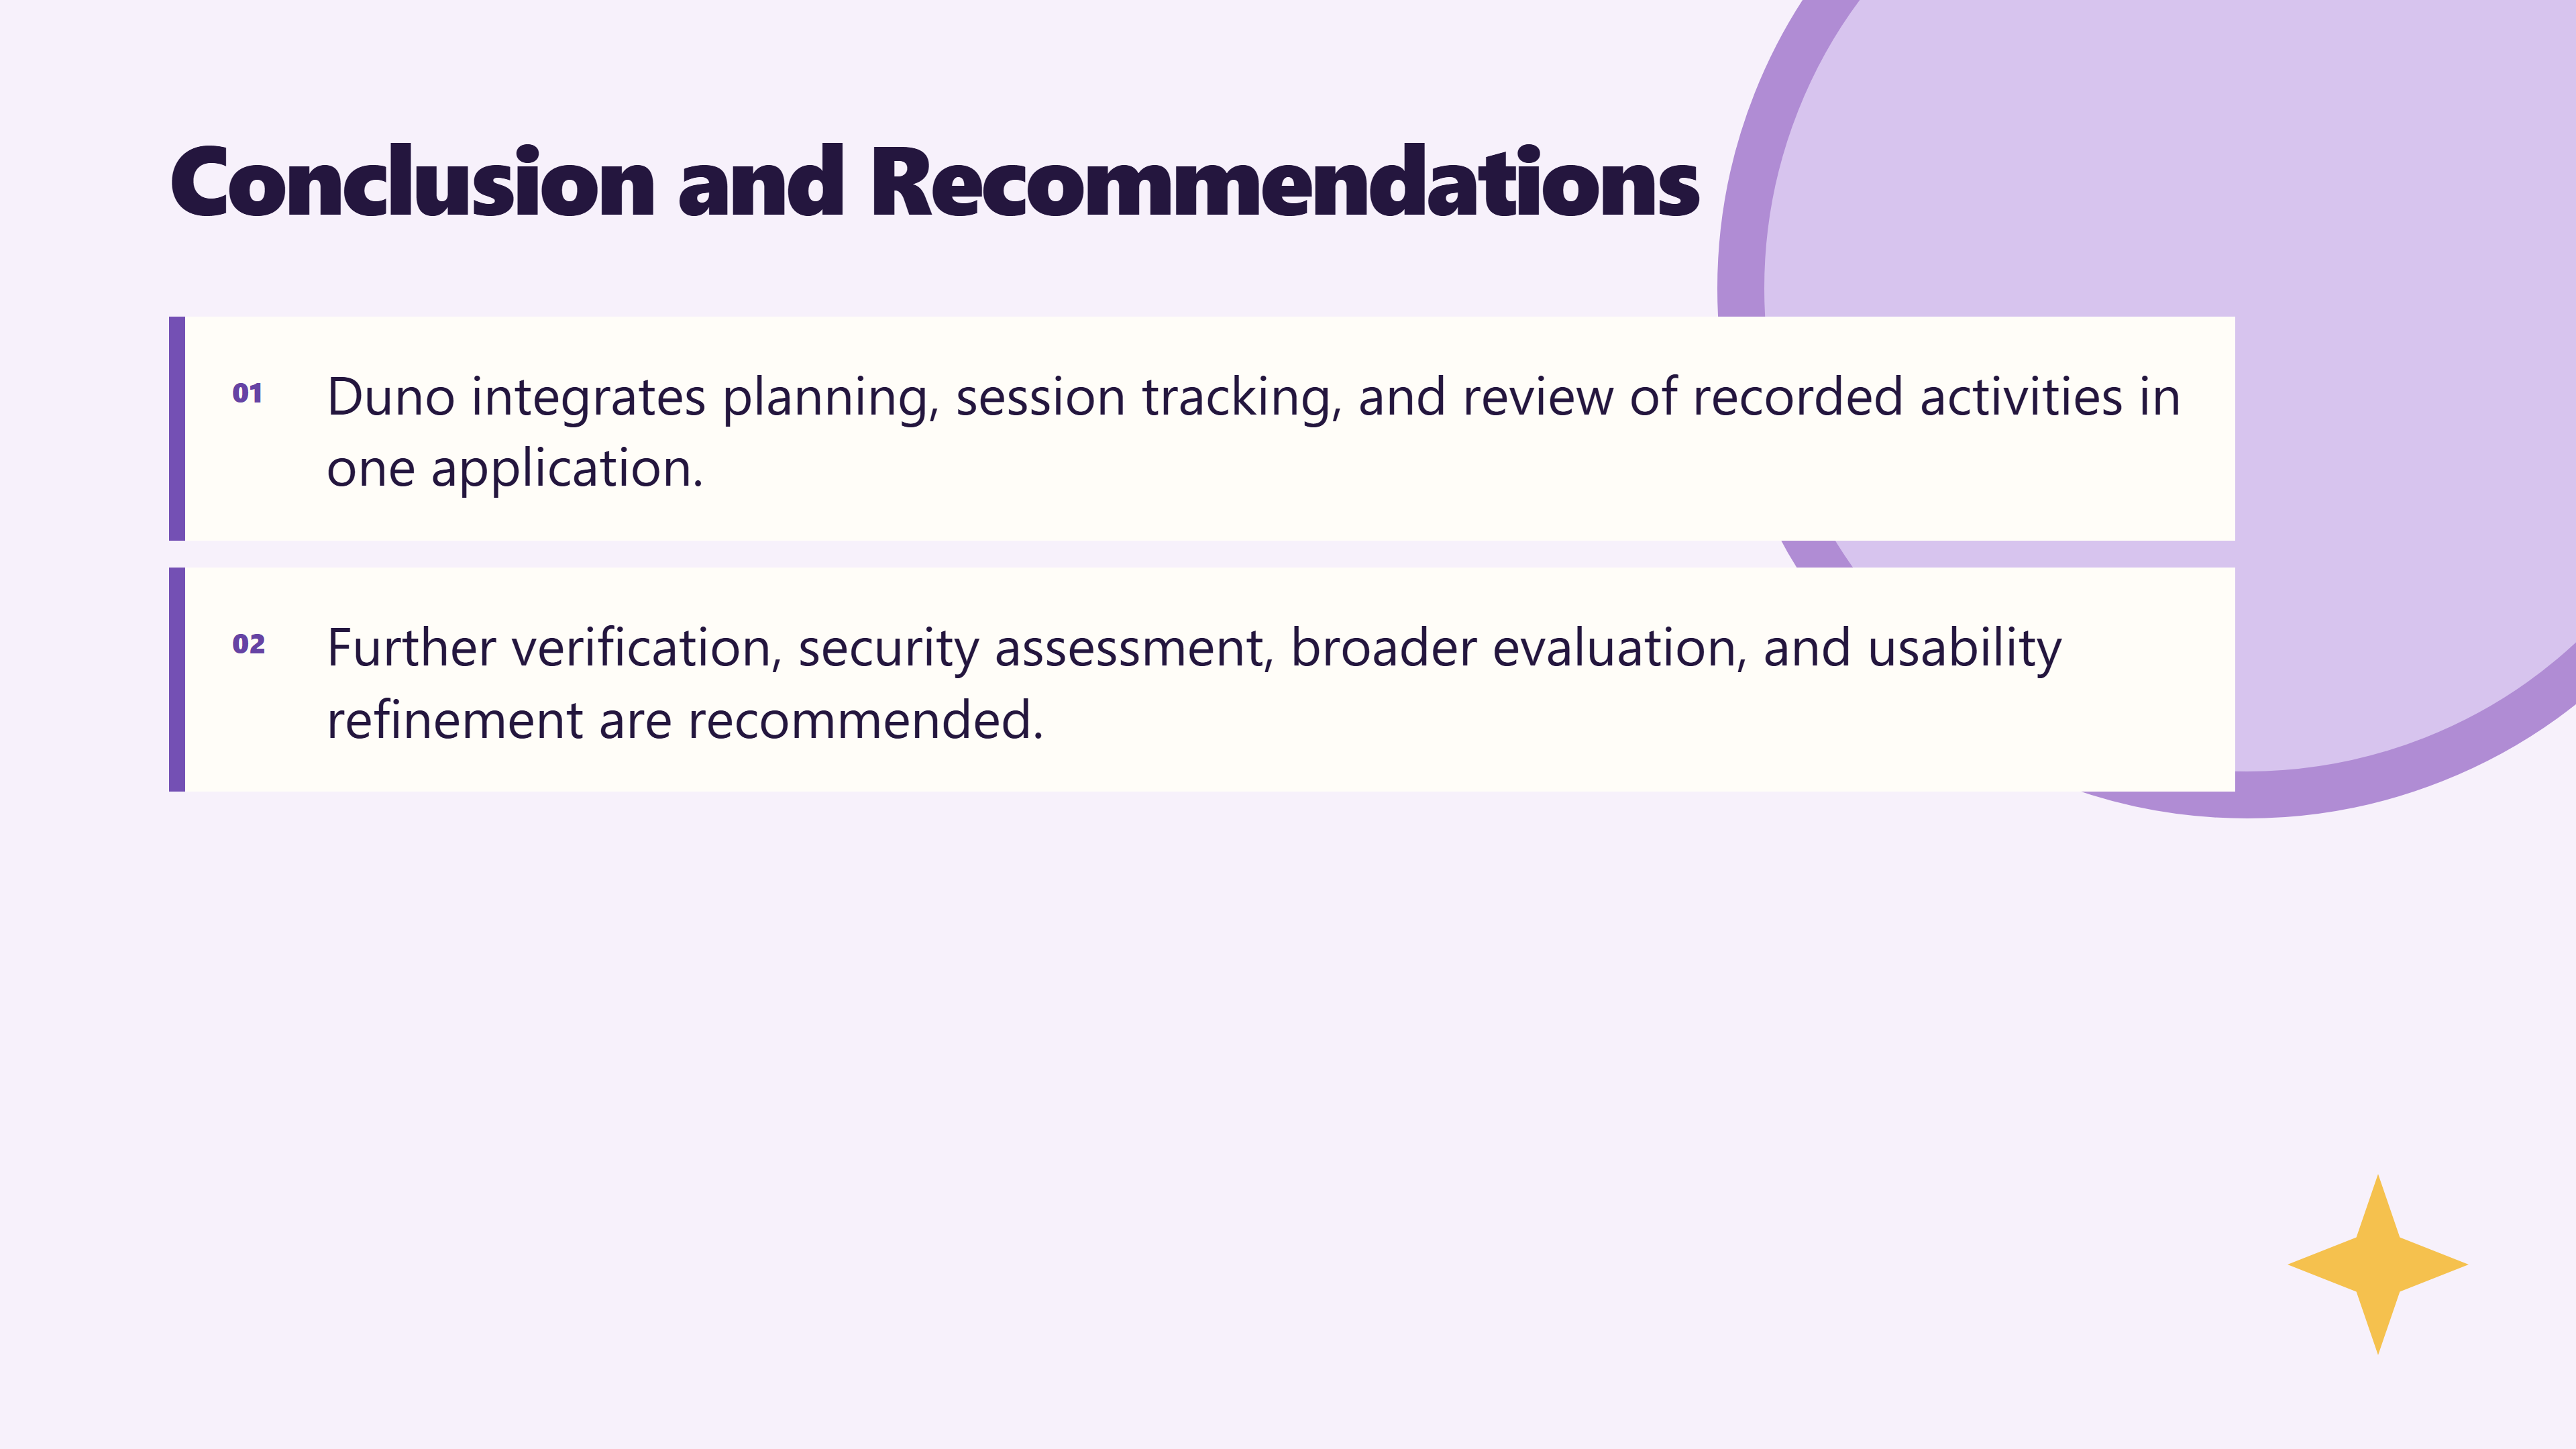 Conclusion and Recommendations
01
Duno integrates planning, session tracking, and review of recorded activities in
one application.
02
Further verification, security assessment, broader evaluation, and usability
refinement are recommended.